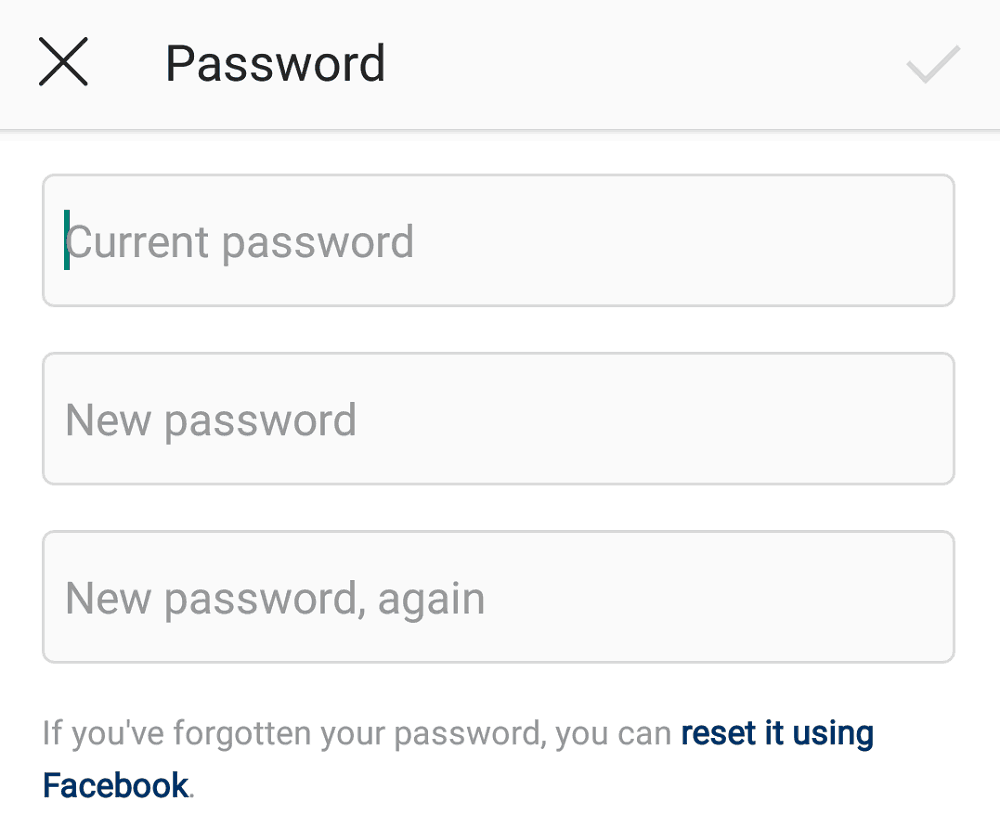 Password
Current password
New password
New password, again
If you've forgotten your password, you can reset it using
Facebook.